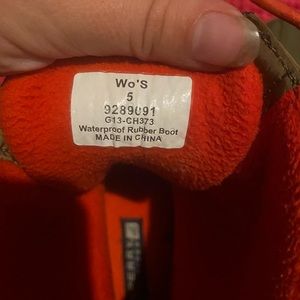 Wo'S
5
9289091
G13-CH373
Waterproof Rubber Boot
MADE IN CHINA